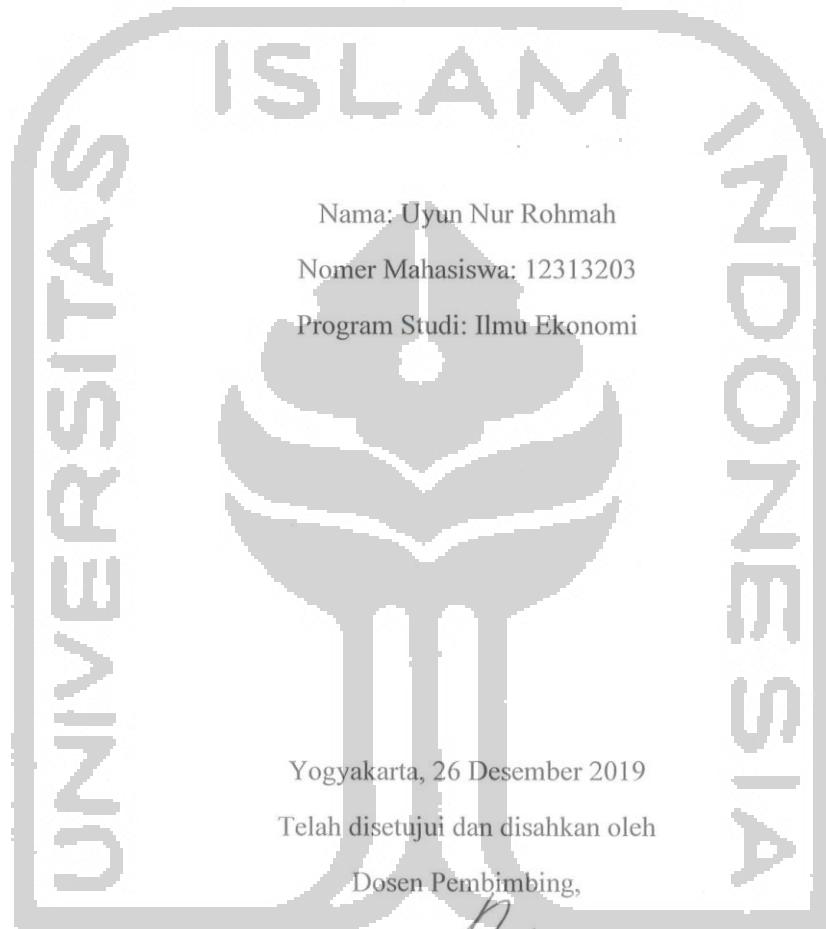 UNIVERSITAS ISLAM INDONESIA
Nama: Uyun Nur Rohmah
Nomer Mahasiswa: 12313203
Program Studi: Ilmu Ekonomi
Yogyakarta, 26 Desember 2019
Telah disetujui dan disahkan oleh
Dosen Pembimbing,